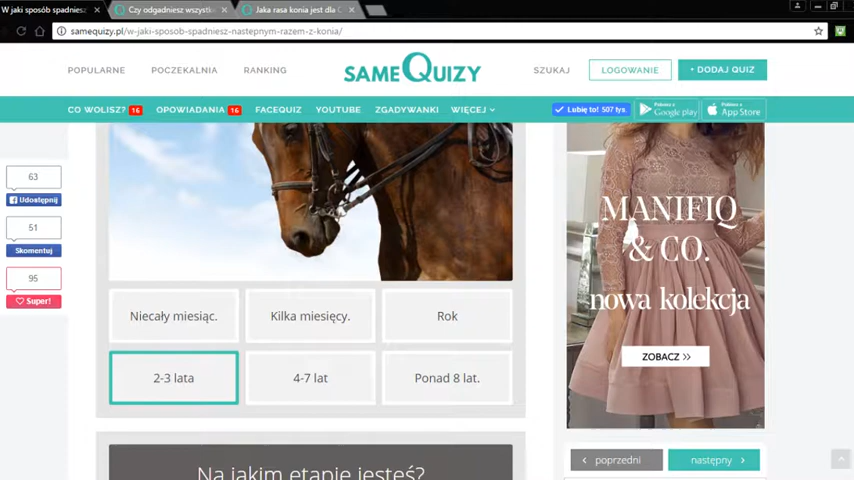 W jaki sposób spadniesz
Czy odgadniesz wszystki
Jaka rasa konia jest dla C
samequizy.pl/w-jaki-sposob-spadniesz-nastepnym-razem-z-konia/
POPULARNE
POCZEKALNIA
RANKING
SAMEQUIZY
SZUKAJ
LOGOWANIE
+ DODAJ QUIZ
CO WOLISZ? 16
OPOWIADANIA 16
FACEQUIZ
YOUTUBE
ZGADYWANKI
WIĘCEJ
Lubię to! 507 tys.
Pobierz z
Google play
Pobierz z
App Store
63
Udostępnij
51
Skomentuj
95
Super!
MANIFIQ
& CO.
nowa kolekcja
ZOBACZ >>
Niecały miesiąc.
Kilka miesięcy.
Rok
2-3 lata
4-7 lat
Ponad 8 lat.
poprzedni
następny
Na jakim etapie jesteś?